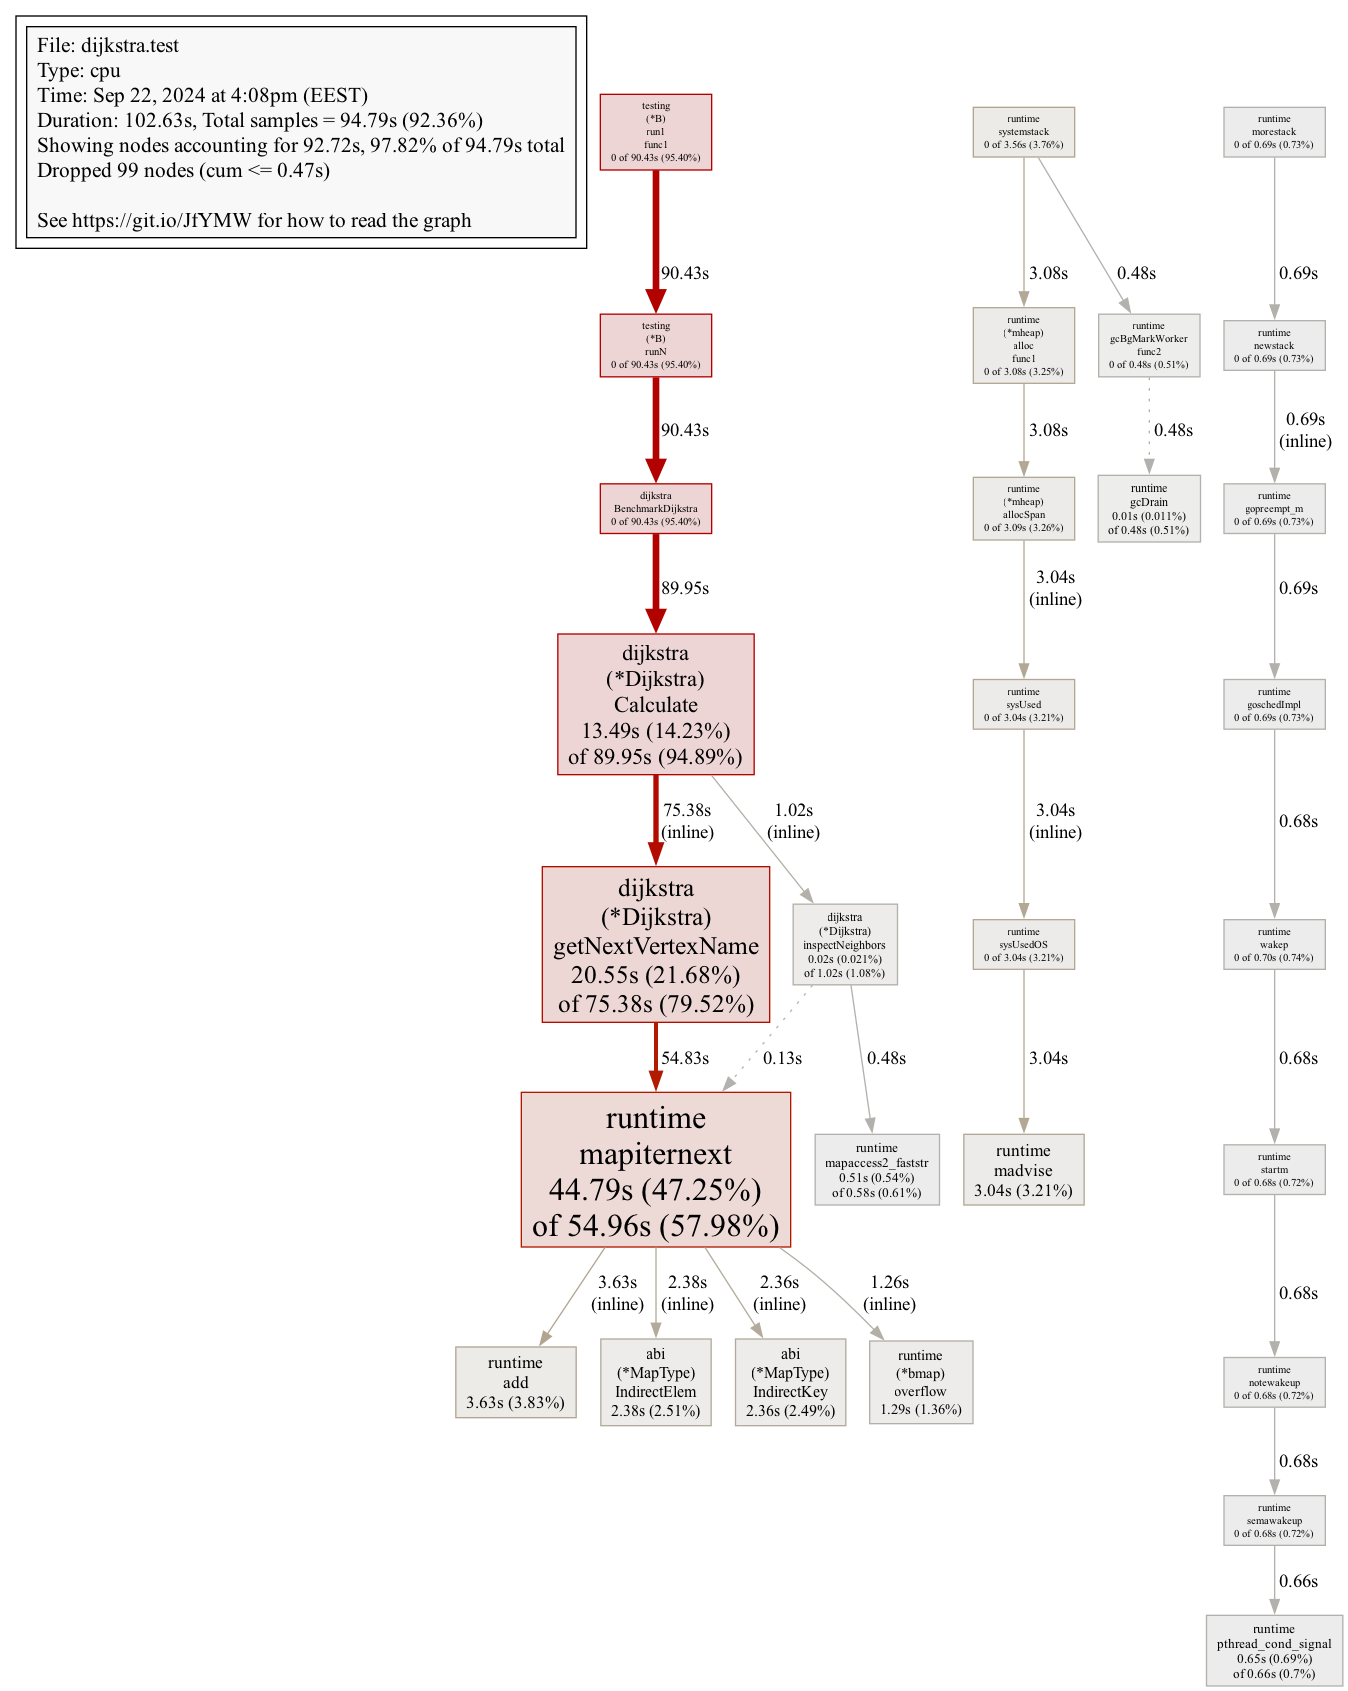 File: dijkstra.test
Type: cpu
Time: Sep 22, 2024 at 4:08pm (EEST)
Duration: 102.63s, Total samples = 94.79s (92.36%)
Showing nodes accounting for 92.72s, 97.82% of 94.79s total
Dropped 99 nodes (cum <= 0.47s)
See https://git.io/JfYMW for how to read the graph
testing
(*B)
run1
func1
0 of 90.43s (95.40%)
90.43s
testing
(*B)
runN
0 of 90.43s (95.40%)
90.43s
dijkstra
BenchmarkDijkstra
0 of 90.43s (95.40%)
89.95s
dijkstra
(*Dijkstra)
Calculate
13.49s (14.23%)
of 89.95s (94.89%)
75.38s
(inline)
1.02s
(inline)
dijkstra
(*Dijkstra)
getNextVertexName
20.55s (21.68%)
of 75.38s (79.52%)
dijkstra
(*Dijkstra)
inspectNeighbors
0.02s (0.021%)
of 1.02s (1.08%)
54.83s
0.13s
0.48s
runtime
mapiternext
44.79s (47.25%)
of 54.96s (57.98%)
runtime
mapaccess2_faststr
0.51s (0.54%)
of 0.58s (0.61%)
3.63s
(inline)
2.38s
(inline)
2.36s
(inline)
1.26s
(inline)
runtime
add
3.63s (3.83%)
abi
(*MapType)
IndirectElem
2.38s (2.51%)
abi
(*MapType)
IndirectKey
2.36s (2.49%)
runtime
(*bmap)
overflow
1.29s (1.36%)
runtime
systemstack
0 of 3.56s (3.76%)
3.08s
0.48s
runtime
(*mheap)
alloc
func1
0 of 3.08s (3.25%)
runtime
gcBgMarkWorker
func2
0 of 0.48s (0.51%)
3.08s
0.48s
runtime
(*mheap)
allocSpan
0 of 3.09s (3.26%)
runtime
gcDrain
0.01s (0.011%)
of 0.48s (0.51%)
3.04s
(inline)
runtime
sysUsed
0 of 3.04s (3.21%)
3.04s
(inline)
runtime
sysUsedOS
0 of 3.04s (3.21%)
3.04s
runtime
madvise
3.04s (3.21%)
runtime
morestack
0 of 0.69s (0.73%)
0.69s
runtime
newstack
0 of 0.69s (0.73%)
0.69s
(inline)
runtime
gopreempt_m
0 of 0.69s (0.73%)
0.69s
runtime
goschedImpl
0 of 0.69s (0.73%)
0.68s
runtime
wakep
0 of 0.70s (0.74%)
0.68s
runtime
startm
0 of 0.68s (0.72%)
0.68s
runtime
notewakeup
0 of 0.68s (0.72%)
0.68s
runtime
semawakeup
0 of 0.68s (0.72%)
0.66s
runtime
pthread_cond_signal
0.65s (0.69%)
of 0.66s (0.7%)